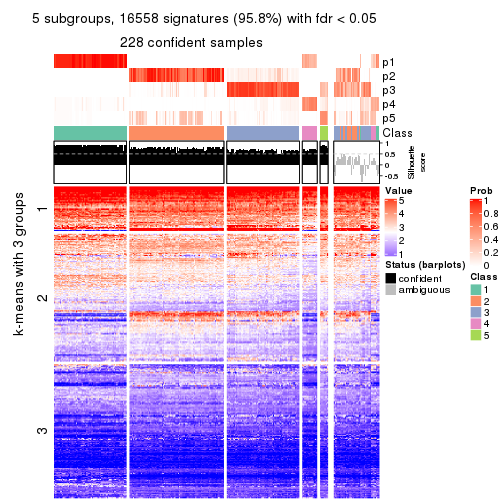 5 subgroups, 16558 signatures (95.8%) with fdr < 0.05
228 confident samples
p1
p2
p3
p4
p5
Class
1
0.5
0
-0.5
Silhouette
score
k-means with 3 groups
1
2
3
Value
5
4
3
2
1
Status (barplots)
confident
ambiguous
Prob
1
0.8
0.6
0.4
0.2
0
Class
1
2
3
4
5